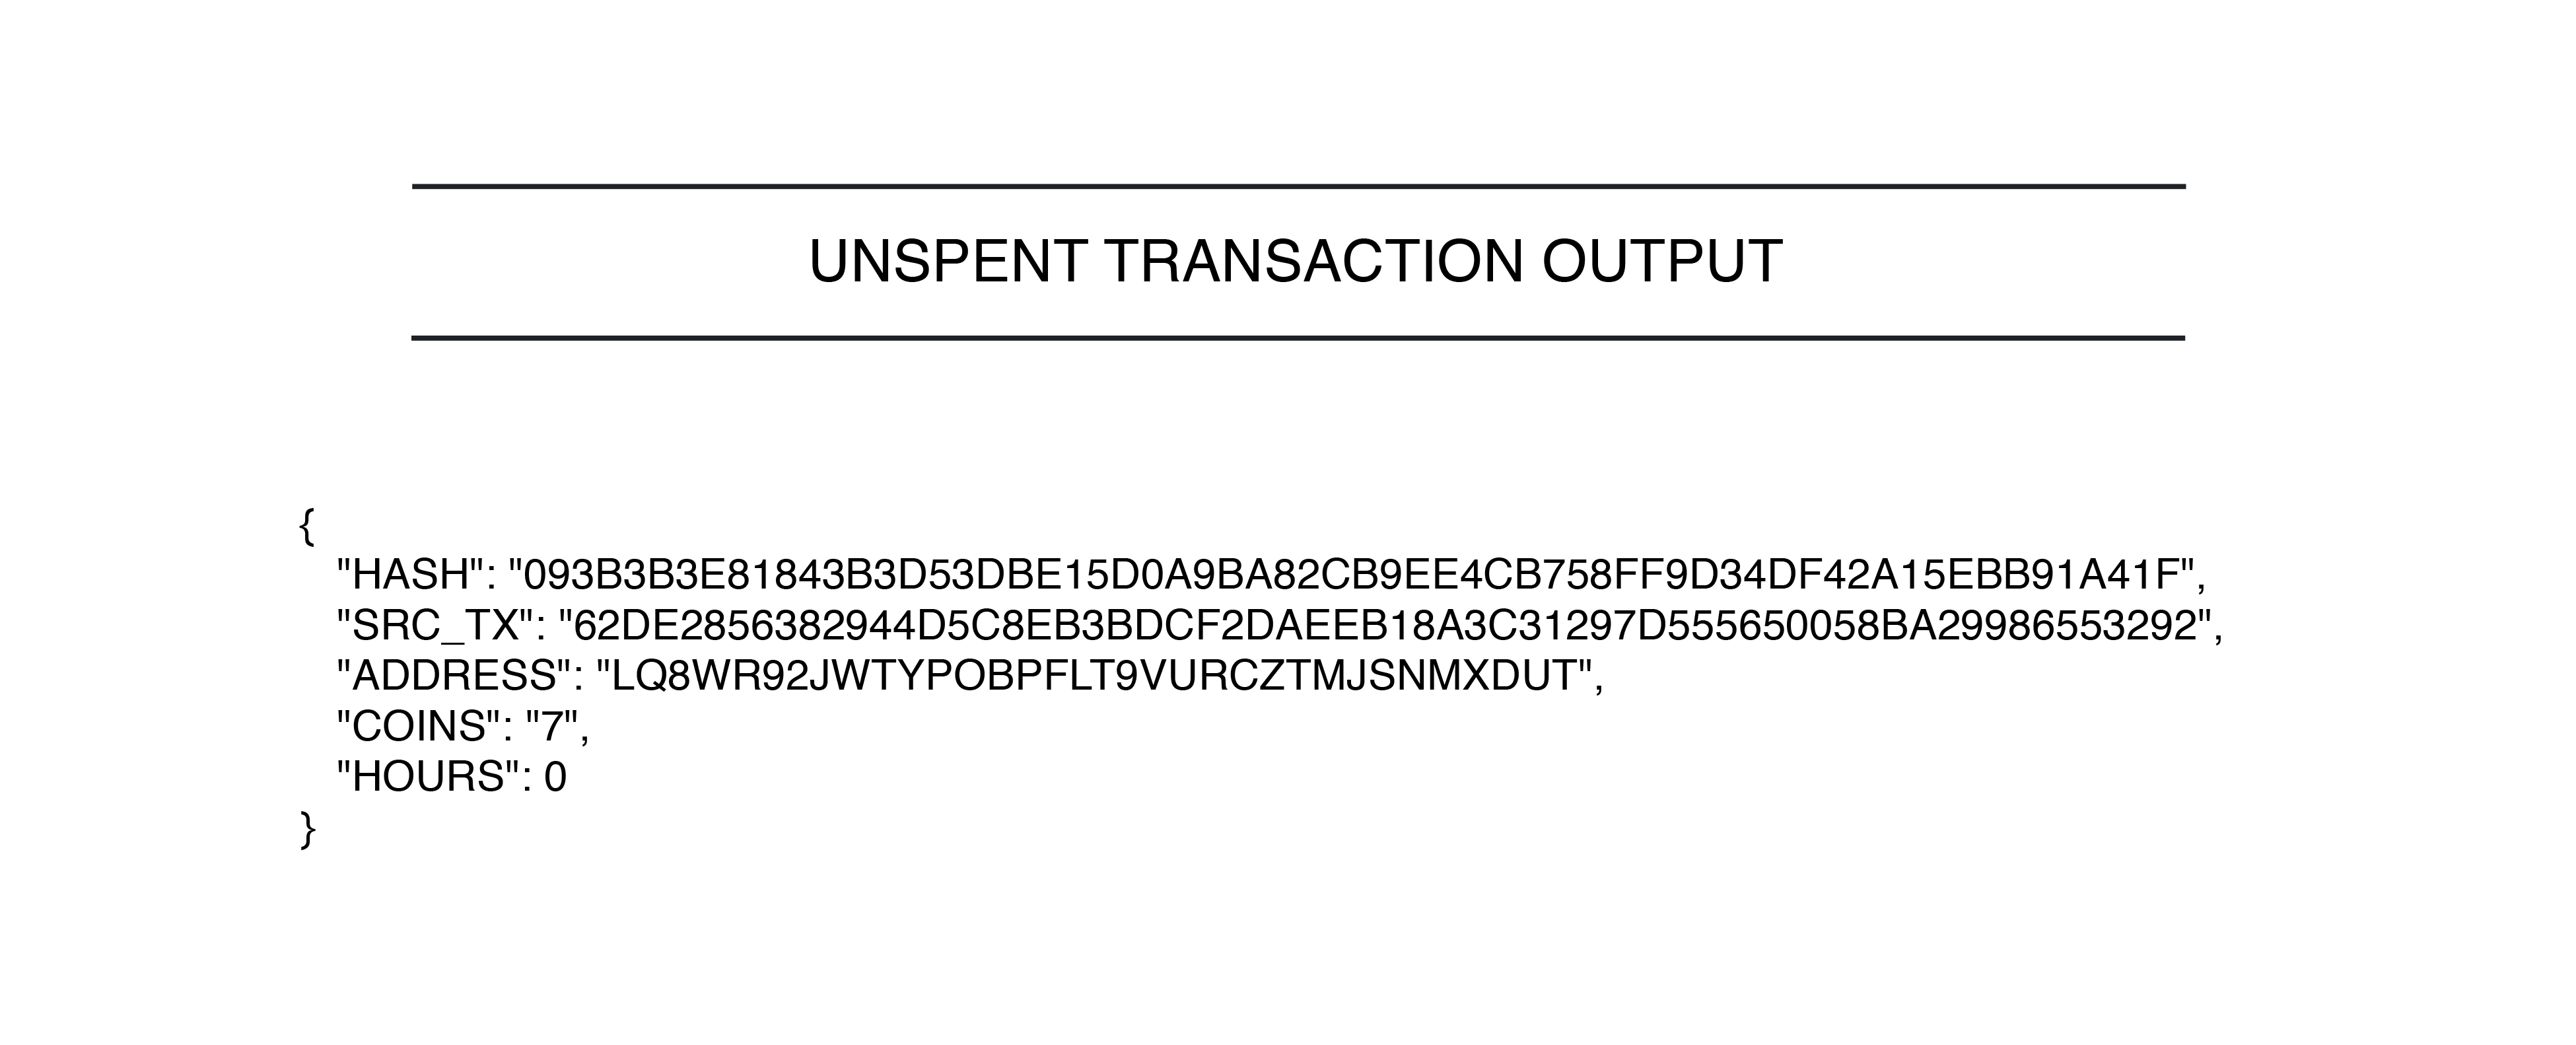 UNSPENT TRANSACTION OUTPUT
{
"HASH": "093B3B3E81843B3D53DBE15D0A9BA82CB9EE4CB758FF9D34DF42A15EBB91A41F",
"SRC_TX": "62DE2856382944D5C8EB3BDCF2DAEEB18A3C31297D555650058BA29986553292",
"ADDRESS": "LQ8WR92JWTYPOBPFLT9VURCZTMJSNMXDUT",
"COINS": "7",
"HOURS": 0
}